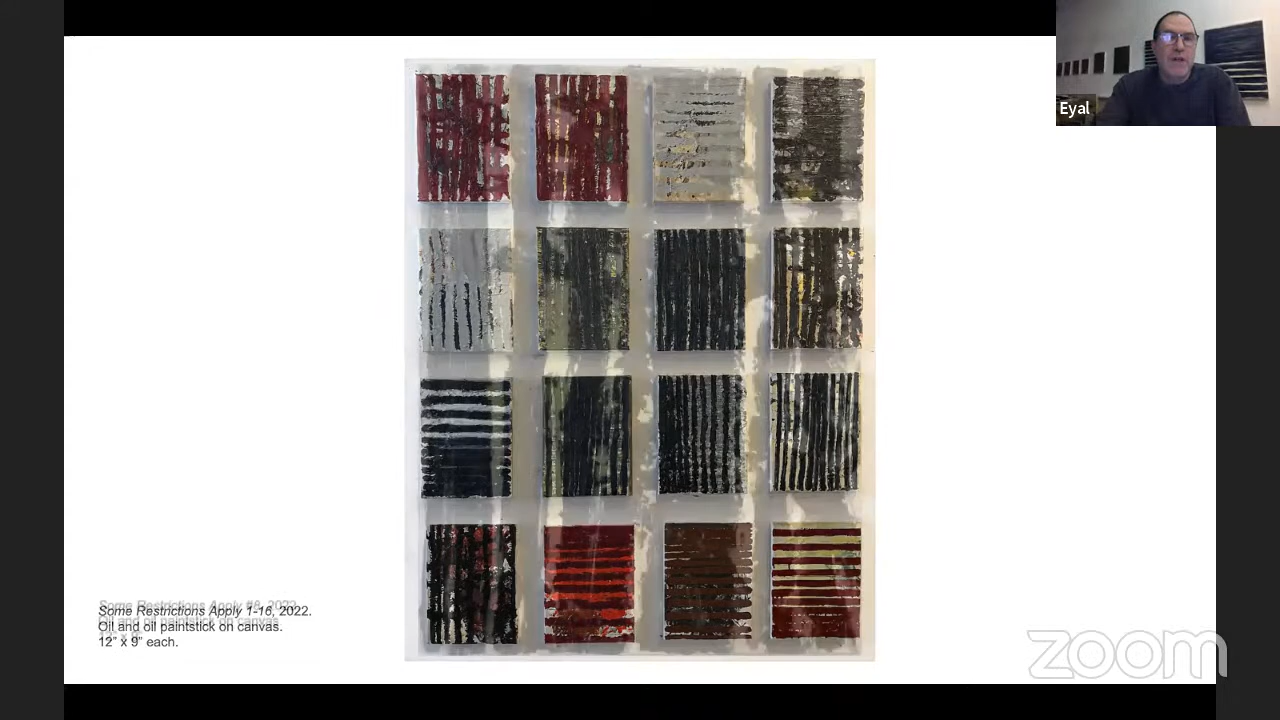 Eyal
Some Restrictions Apply 1-16, 2022.
Oil and oil paintstick on canvas.
12" x 9" each.
zoom